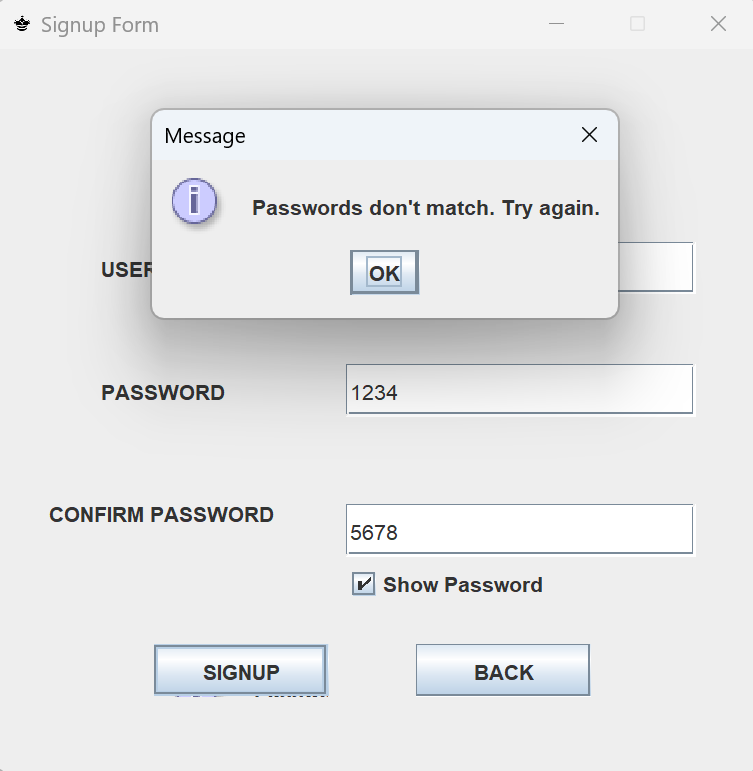 Signup Form
Message
Passwords don't match. Try again.
OK
USER
PASSWORD
1234
CONFIRM PASSWORD
5678
Show Password
SIGNUP
BACK